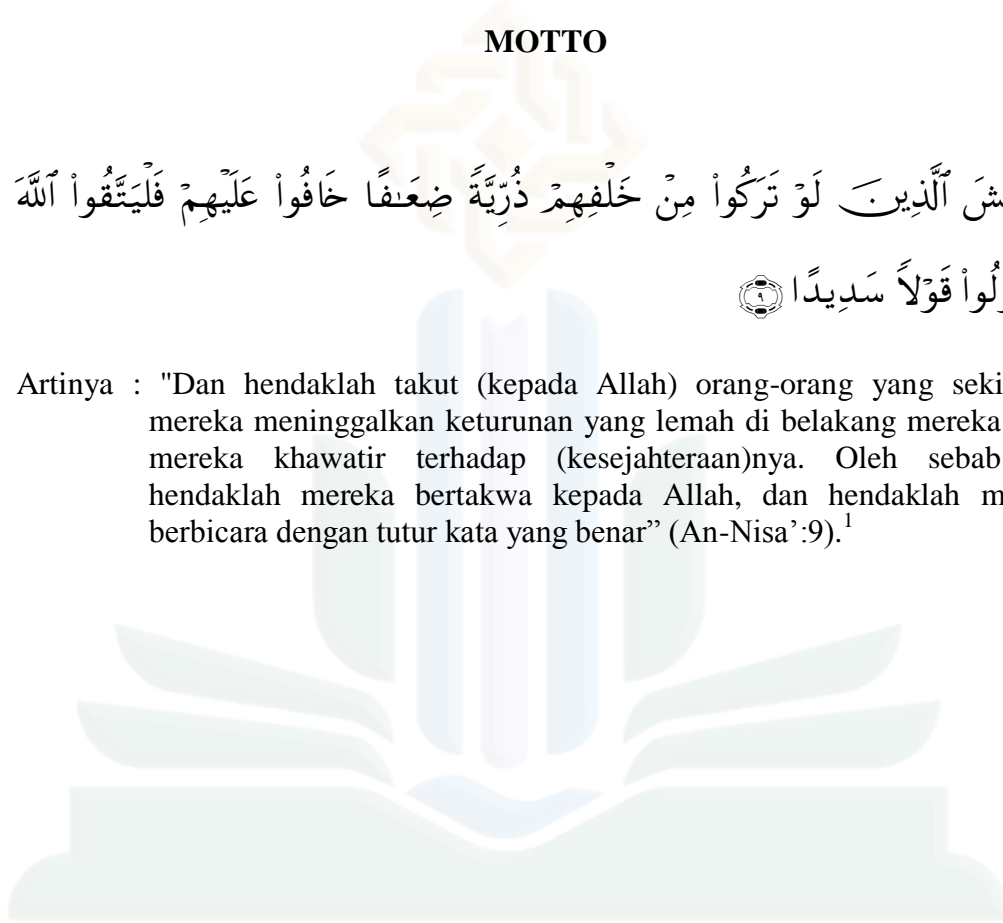 MOTTO
ٱلَّذِينَ لَوْ تَرَكُوا۟ مِنْ خَلْفِهِمْ ذُرِّيَّةً ضِعَـٰفًا خَافُوا۟ عَلَيْهِمْ فَلْيَتَّقُوا۟ ٱللَّهَ
قَوْلًا سَدِيدًا ﴿٩﴾
Artinya : "Dan hendaklah takut (kepada Allah) orang-orang yang seki
mereka meninggalkan keturunan yang lemah di belakang mereka
mereka khawatir terhadap (kesejahteraan)nya. Oleh sebab
hendaklah mereka bertakwa kepada Allah, dan hendaklah m
berbicara dengan tutur kata yang benar” (An-Nisa’:9).¹